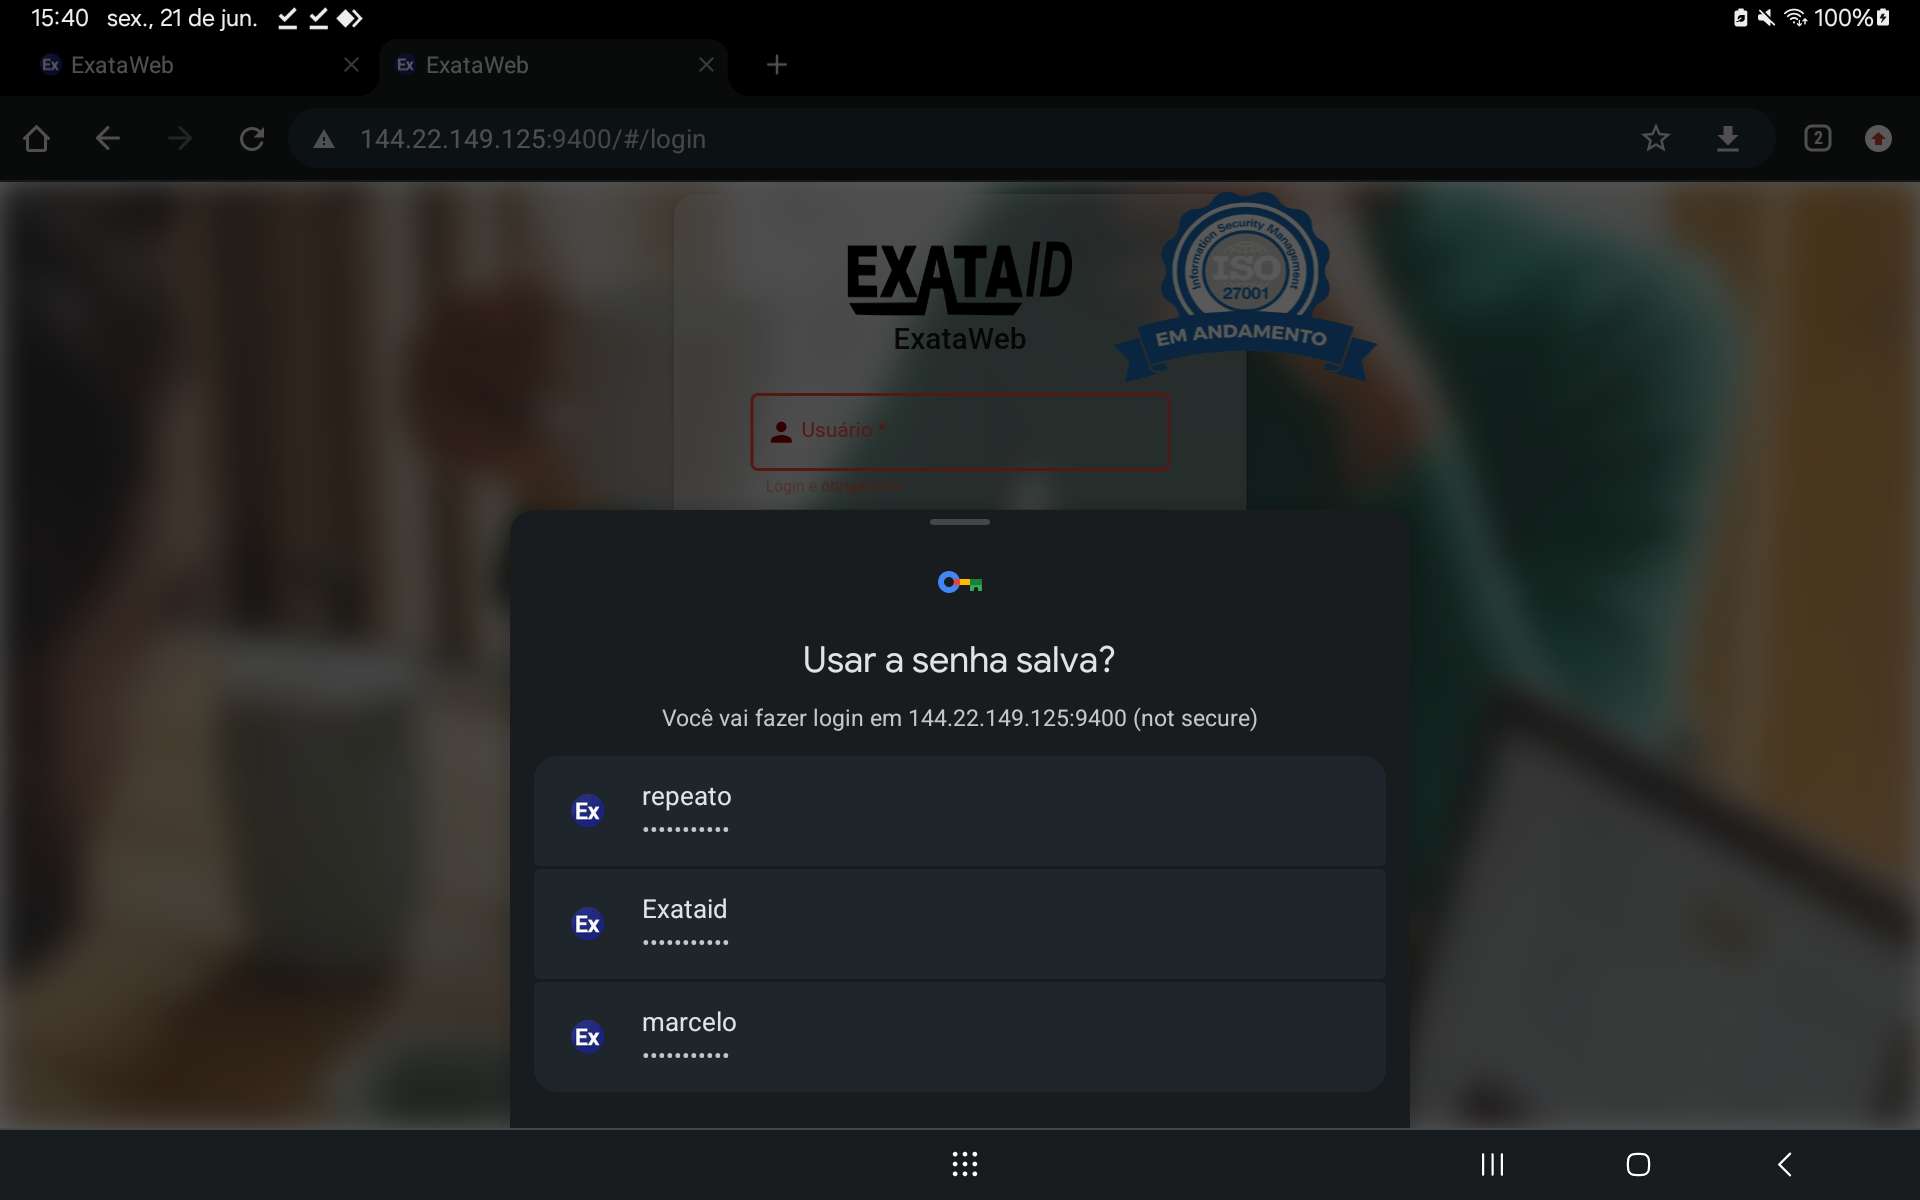 15:40 sex., 21 de jun. 100%
Ex ExataWeb
Ex ExataWeb
144.22.149.125:9400/#/login
2
EXATAID
ExataWeb
Information Security Management
ISO
27001
EM ANDAMENTO
Usuário *
Login é obrigatório
Usar a senha salva?
Você vai fazer login em 144.22.149.125:9400 (not secure)
Ex repeato
•••••••••••
Ex Exataid
•••••••••••
Ex marcelo
•••••••••••